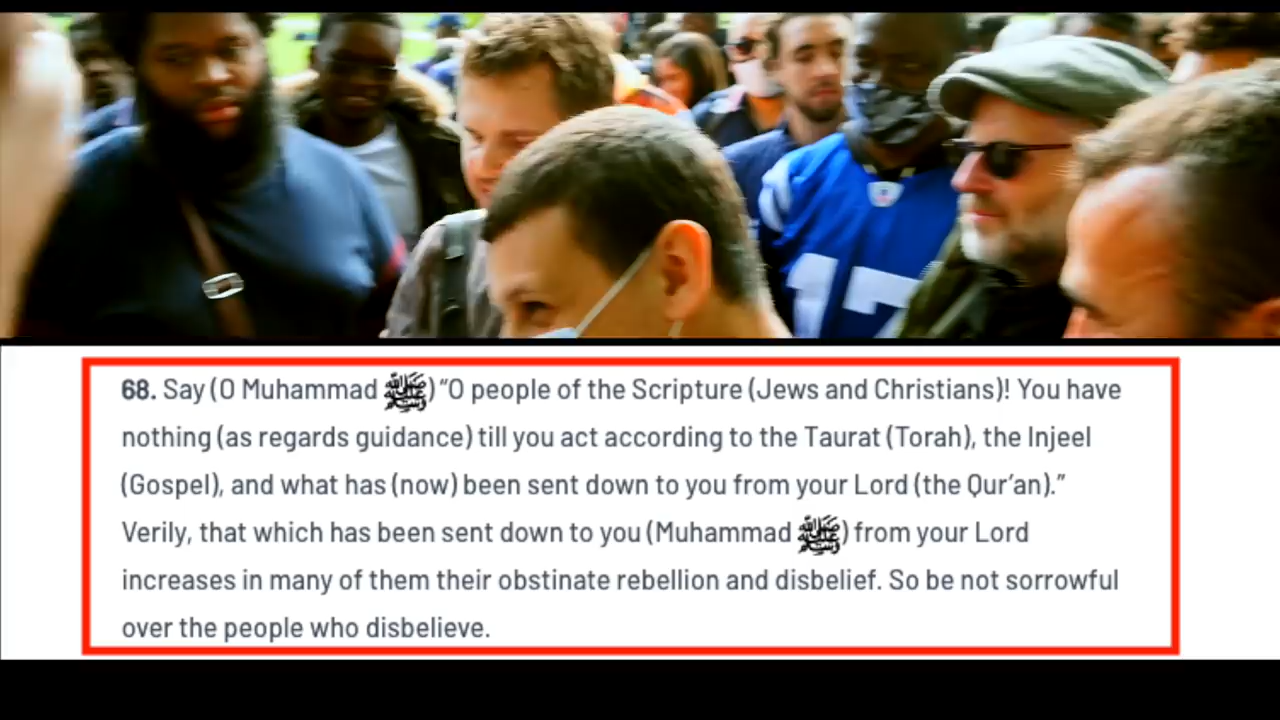 17
68. Say (O Muhammad ﷺ) “O people of the Scripture (Jews and Christians)! You have
nothing (as regards guidance) till you act according to the Taurat (Torah), the Injeel
(Gospel), and what has (now) been sent down to you from your Lord (the Qur’an).”
Verily, that which has been sent down to you (Muhammad ﷺ) from your Lord
increases in many of them their obstinate rebellion and disbelief. So be not sorrowful
over the people who disbelieve.